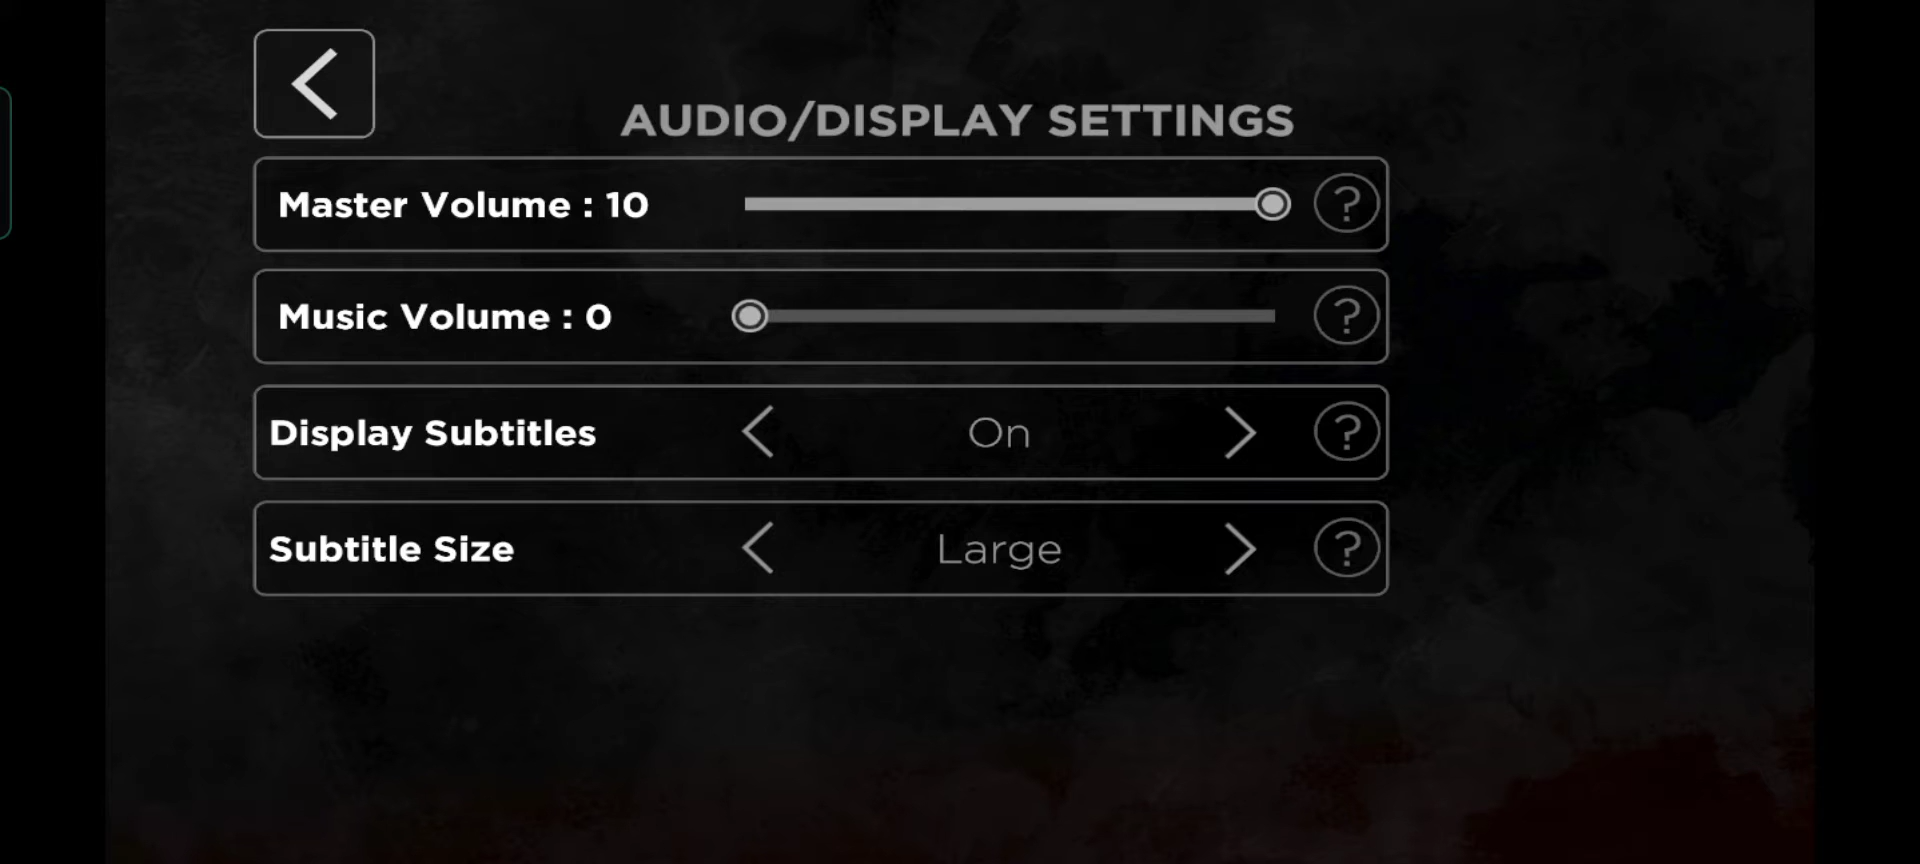 AUDIO/DISPLAY SETTINGS
Master Volume : 10 ?
Music Volume : 0 ?
Display Subtitles On ?
Subtitle Size Large ?